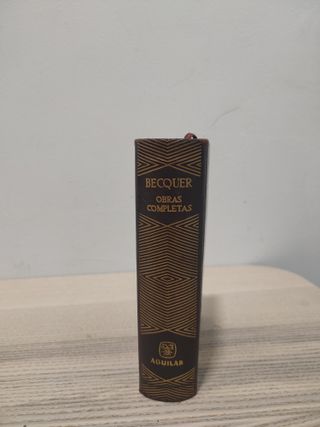 BECQUER
OBRAS
COMPLETAS
AGUILAR